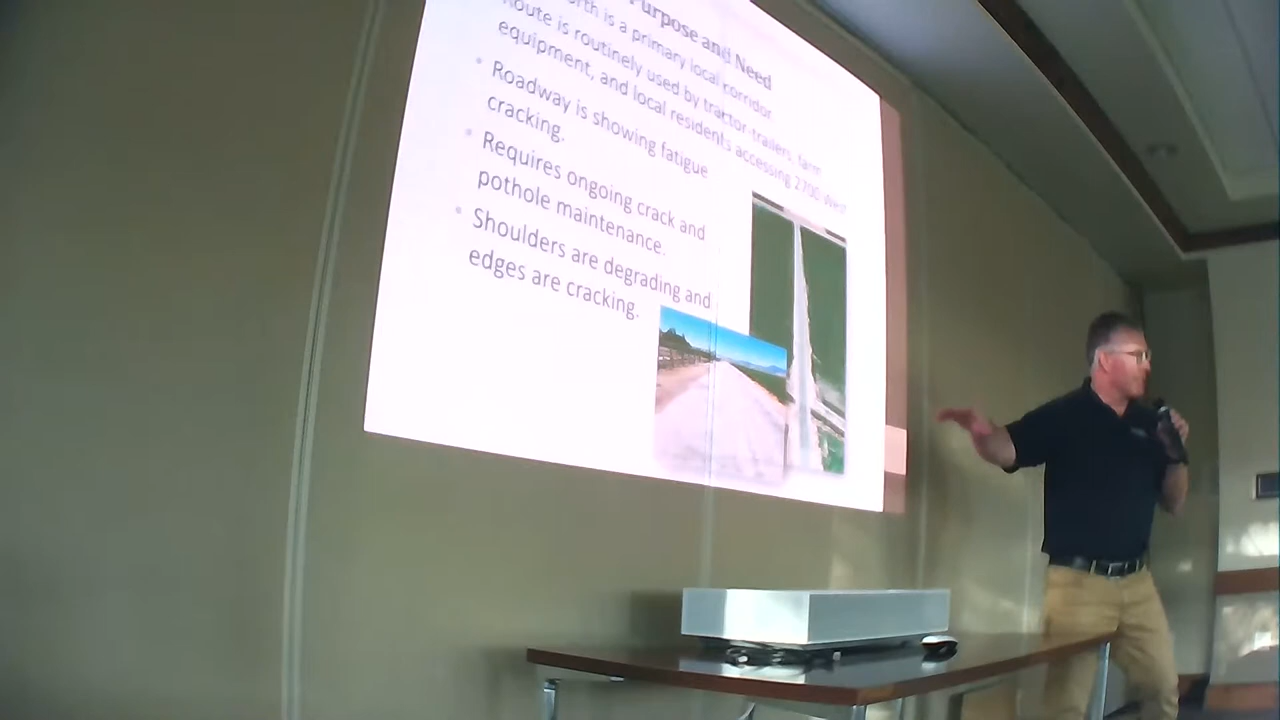 Purpose and Need
orth is a primary local corridor
Route is routinely used by tractor-trailers, farm
equipment, and local residents accessing 2700 West
• Roadway is showing fatigue
cracking.
• Requires ongoing crack and
pothole maintenance.
• Shoulders are degrading and
edges are cracking.